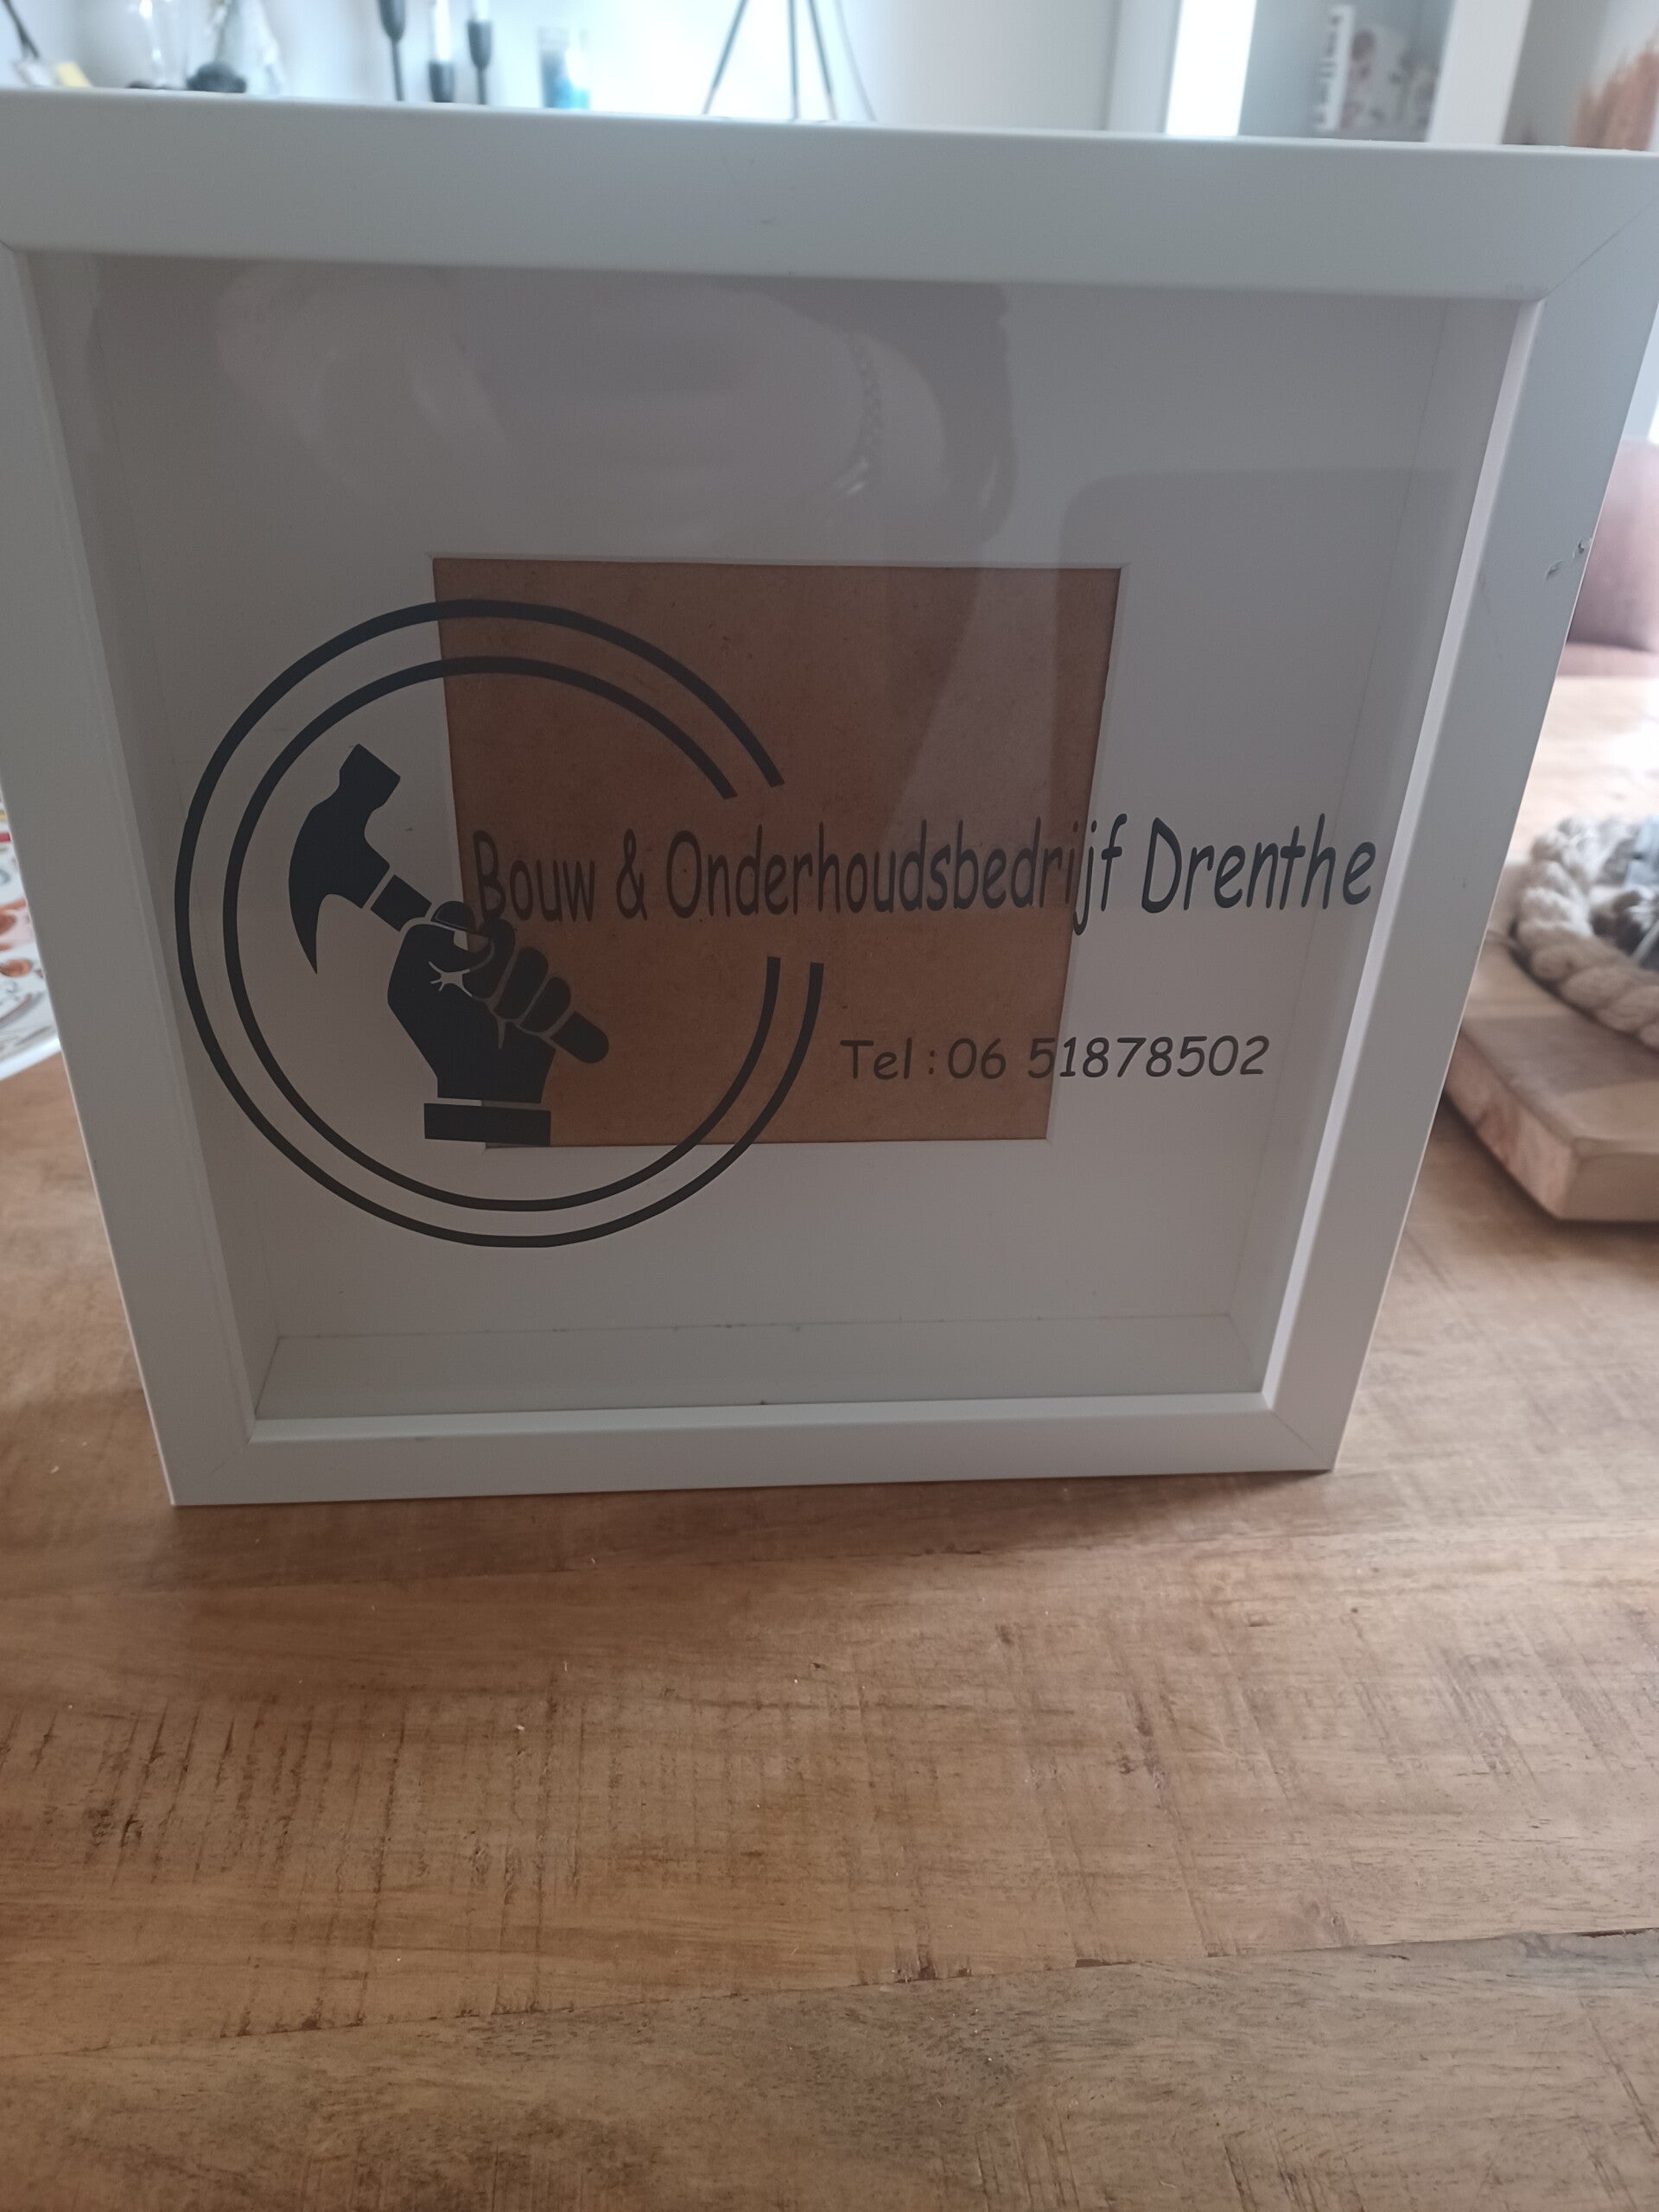 Bouw & Onderhoudsbedrijf Drenthe
Tel: 06 51878502